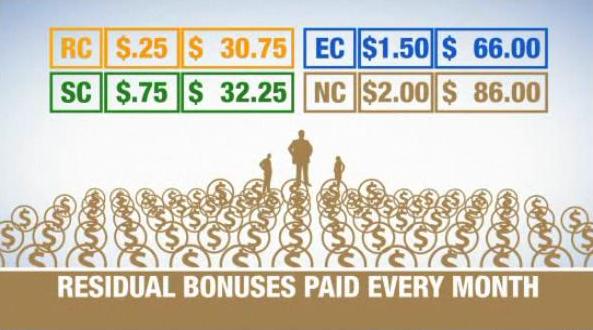 RC $.25 $ 30.75 EC $1.50 $ 66.00
SC $.75 $ 32.25 NC $2.00 $ 86.00
RESIDUAL BONUSES PAID EVERY MONTH